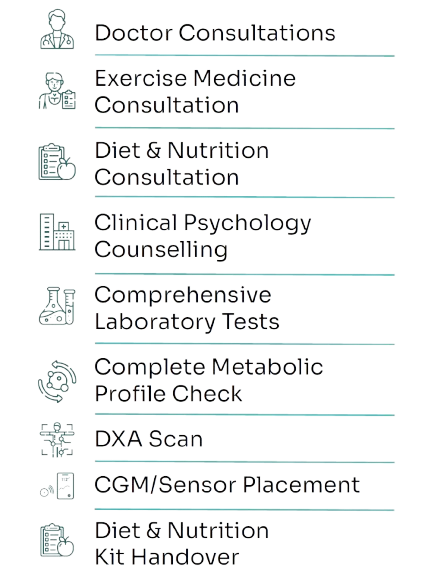 Doctor Consultations
Exercise Medicine
Consultation
Diet & Nutrition
Consultation
Clinical Psychology
Counselling
Comprehensive
Laboratory Tests
Complete Metabolic
Profile Check
DXA Scan
CGM/Sensor Placement
Diet & Nutrition
Kit Handover